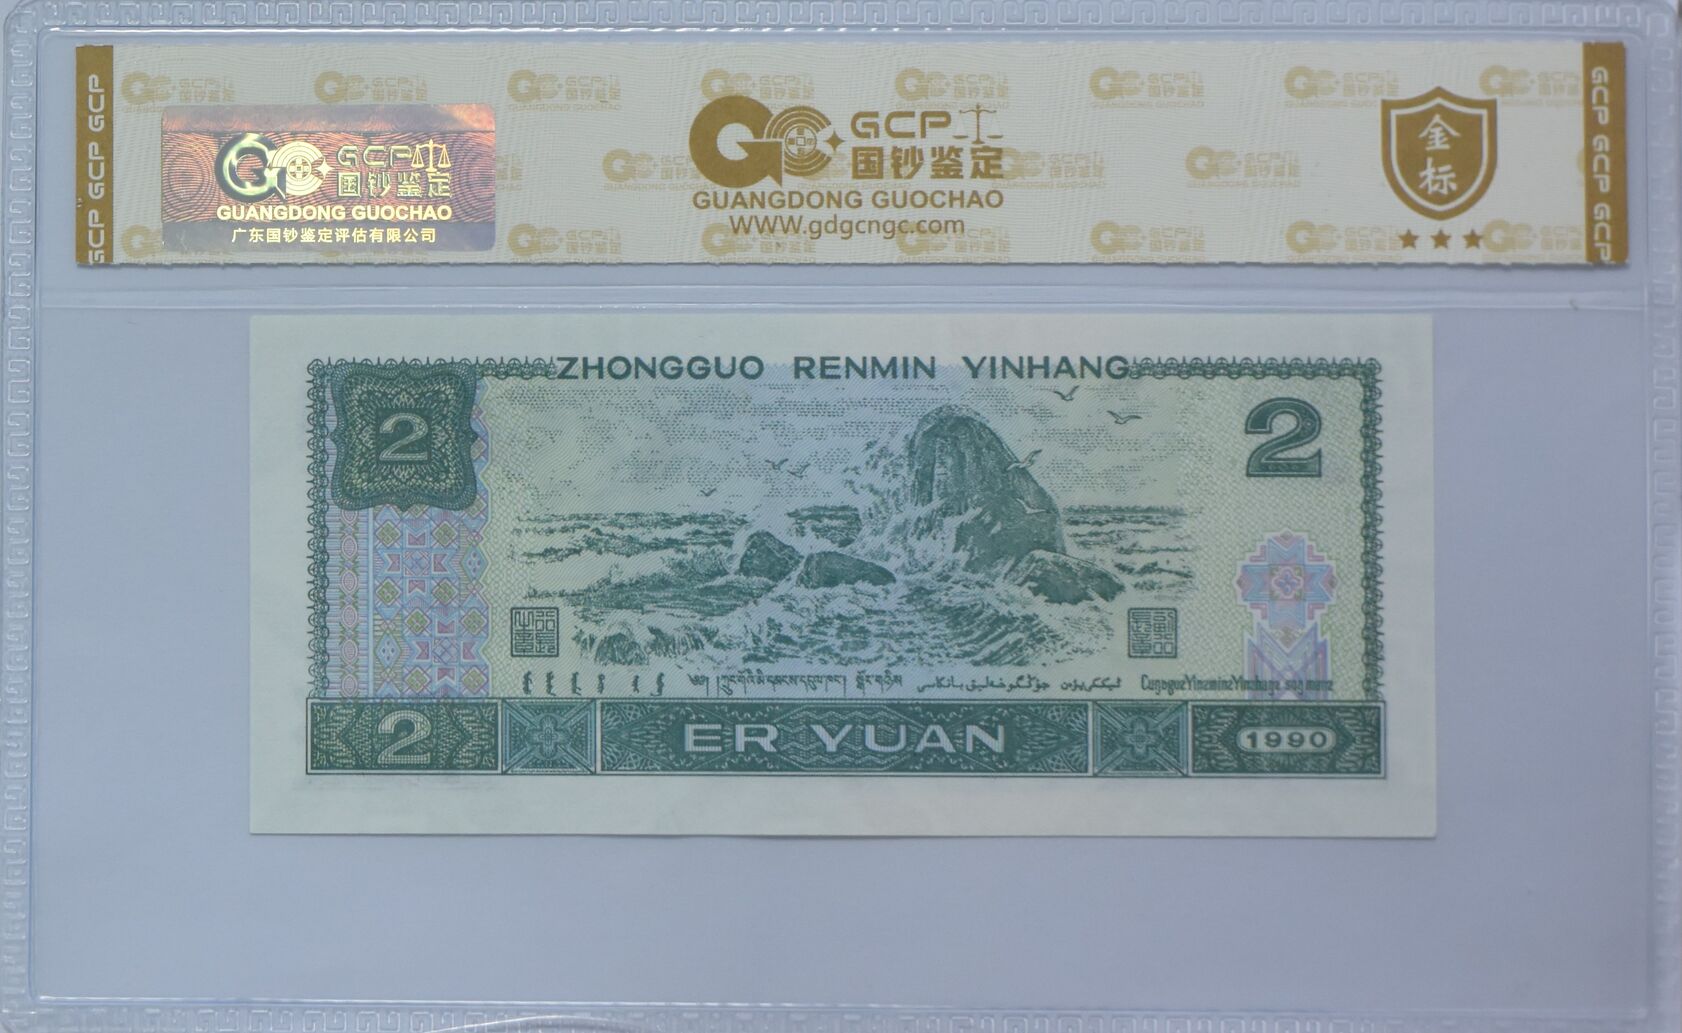 GCP 国钞鉴定
GUANGDONG GUOCHAO
广东国钞鉴定评估有限公司
GCP 国钞鉴定
GUANGDONG GUOCHAO
WWW.gdgcngc.com
金标
GCP GCP GCP
GCP GCP GCP
ZHONGGUO RENMIN YINHANG
2
2
2
ER YUAN
1990